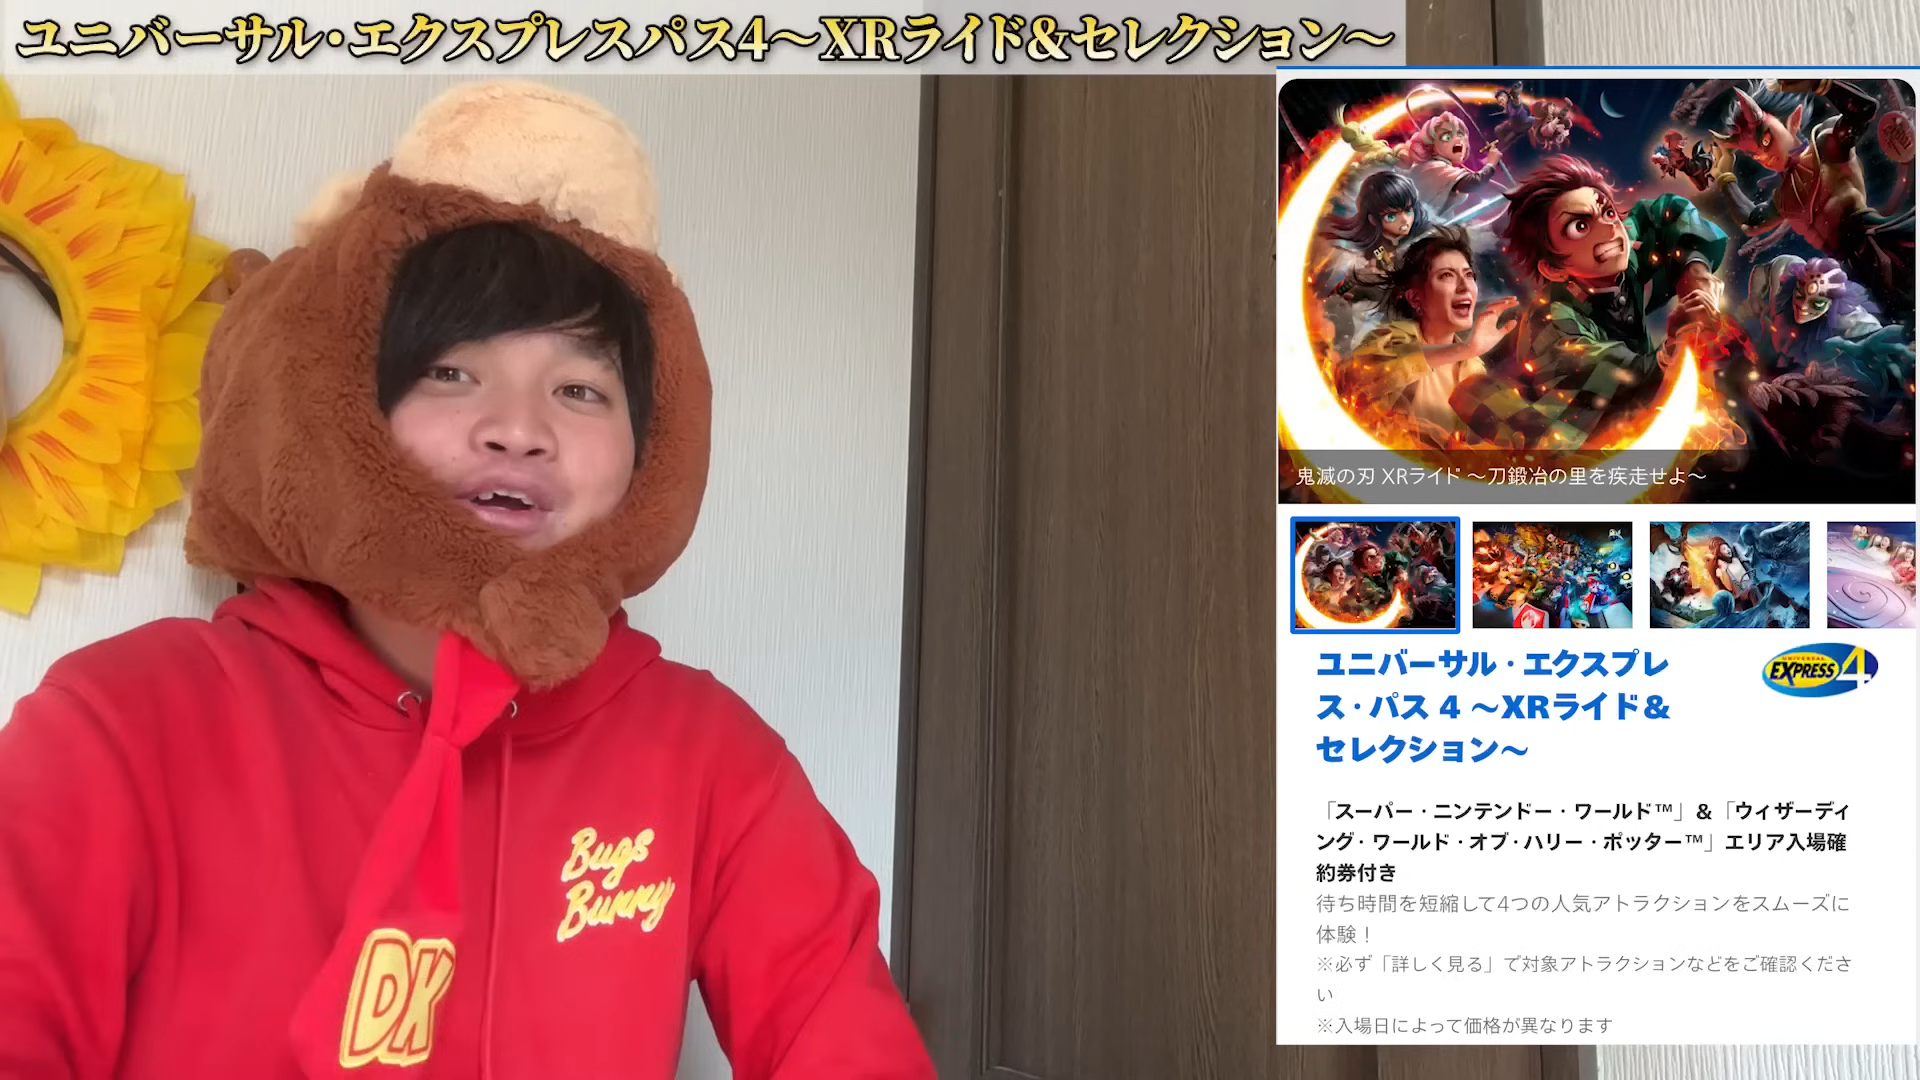 ユニバーサル・エクスプレスパス4〜XRライド&セレクション〜
鬼滅の刃 XRライド 〜刀鍛冶の里を疾走せよ〜
ユニバーサル・エクスプレ
ス・パス 4 〜XRライド&
セレクション〜
UNIVERSAL
EXPRESS 4
「スーパー・ニンテンドー・ワールド™」&「ウィザーディ
ング・ワールド・オブ・ハリー・ポッター™」エリア入場確
約券付き
待ち時間を短縮して4つの人気アトラクションをスムーズに
体験！
※必ず「詳しく見る」で対象アトラクションなどをご確認くださ
い
※入場日によって価格が異なります
Bugs
Bunny
DK